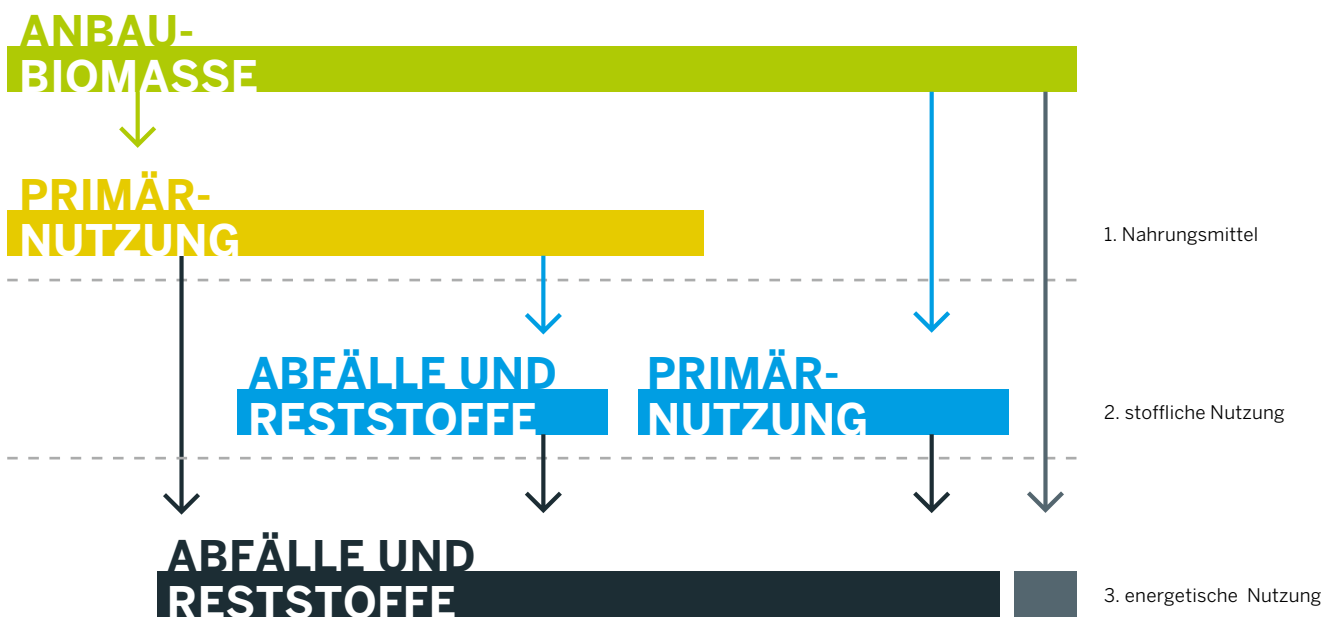 ANBAU-
BIOMASSE
PRIMÄR-
NUTZUNG
1. Nahrungsmittel
ABFÄLLE UND
RESTSTOFFE
PRIMÄR-
NUTZUNG
2. stoffliche Nutzung
ABFÄLLE UND
RESTSTOFFE
3. energetische Nutzung